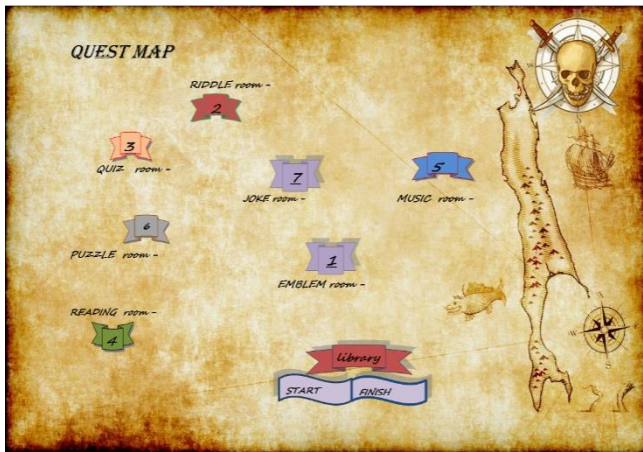 QUEST MAP
RIDDLE room -
2
3
QUIZ room -
7
JOKE room -
5
MUSIC room -
6
PUZZLE room -
1
EMBLEM room -
READING room -
4
library
START FINISH